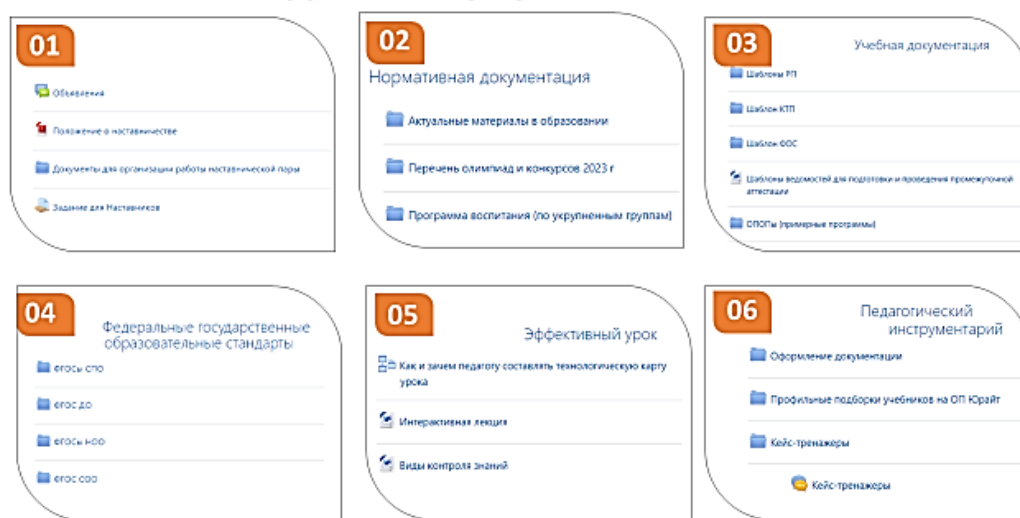 01
Объявления
Положение о наставничестве
Документы для организации работы наставнической пары
Задание для Наставников
02
Нормативная документация
Актуальные материалы в образовании
Перечень олимпиад и конкурсов 2023 г
Программа воспитания (по укрупненным группам)
03
Учебная документация
Шаблоны РП
Шаблон КТП
Шаблон ФОС
Шаблоны ведомостей для подготовки и проведения промежуточной
аттестации
ОПОПы (примерные программы)
04
Федеральные государственные
образовательные стандарты
ФГОСы СПО
ФГОС ДО
ФГОСы НОО
ФГОС СОО
05
Эффективный урок
Как и зачем педагогу составлять технологическую карту
урока
Интерактивная лекция
Виды контроля знаний
06
Педагогический
инструментарий
Оформление документации
Профильные подборки учебников на ОП Юрайт
Кейс-тренажеры
Кейс-тренажеры